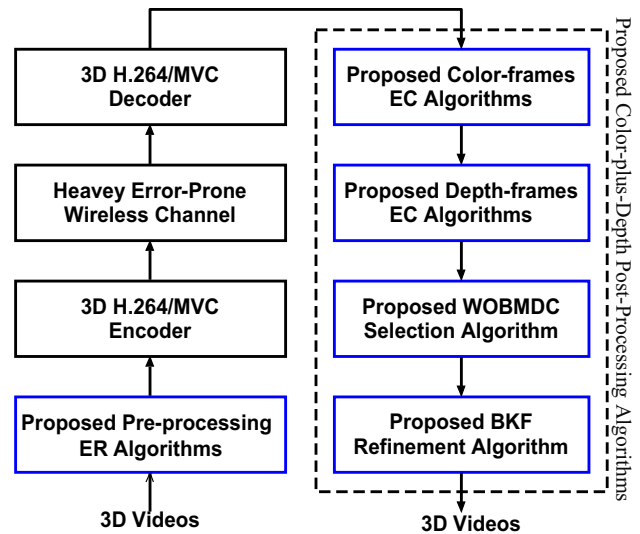 3D H.264/MVC
Decoder
Heavey Error-Prone
Wireless Channel
3D H.264/MVC
Encoder
Proposed Pre-processing
ER Algorithms
3D Videos
Proposed Color-frames
EC Algorithms
Proposed Depth-frames
EC Algorithms
Proposed WOBMDC
Selection Algorithm
Proposed BKF
Refinement Algorithm
3D Videos
Proposed Color-plus-Depth Post-Processing Algorithms